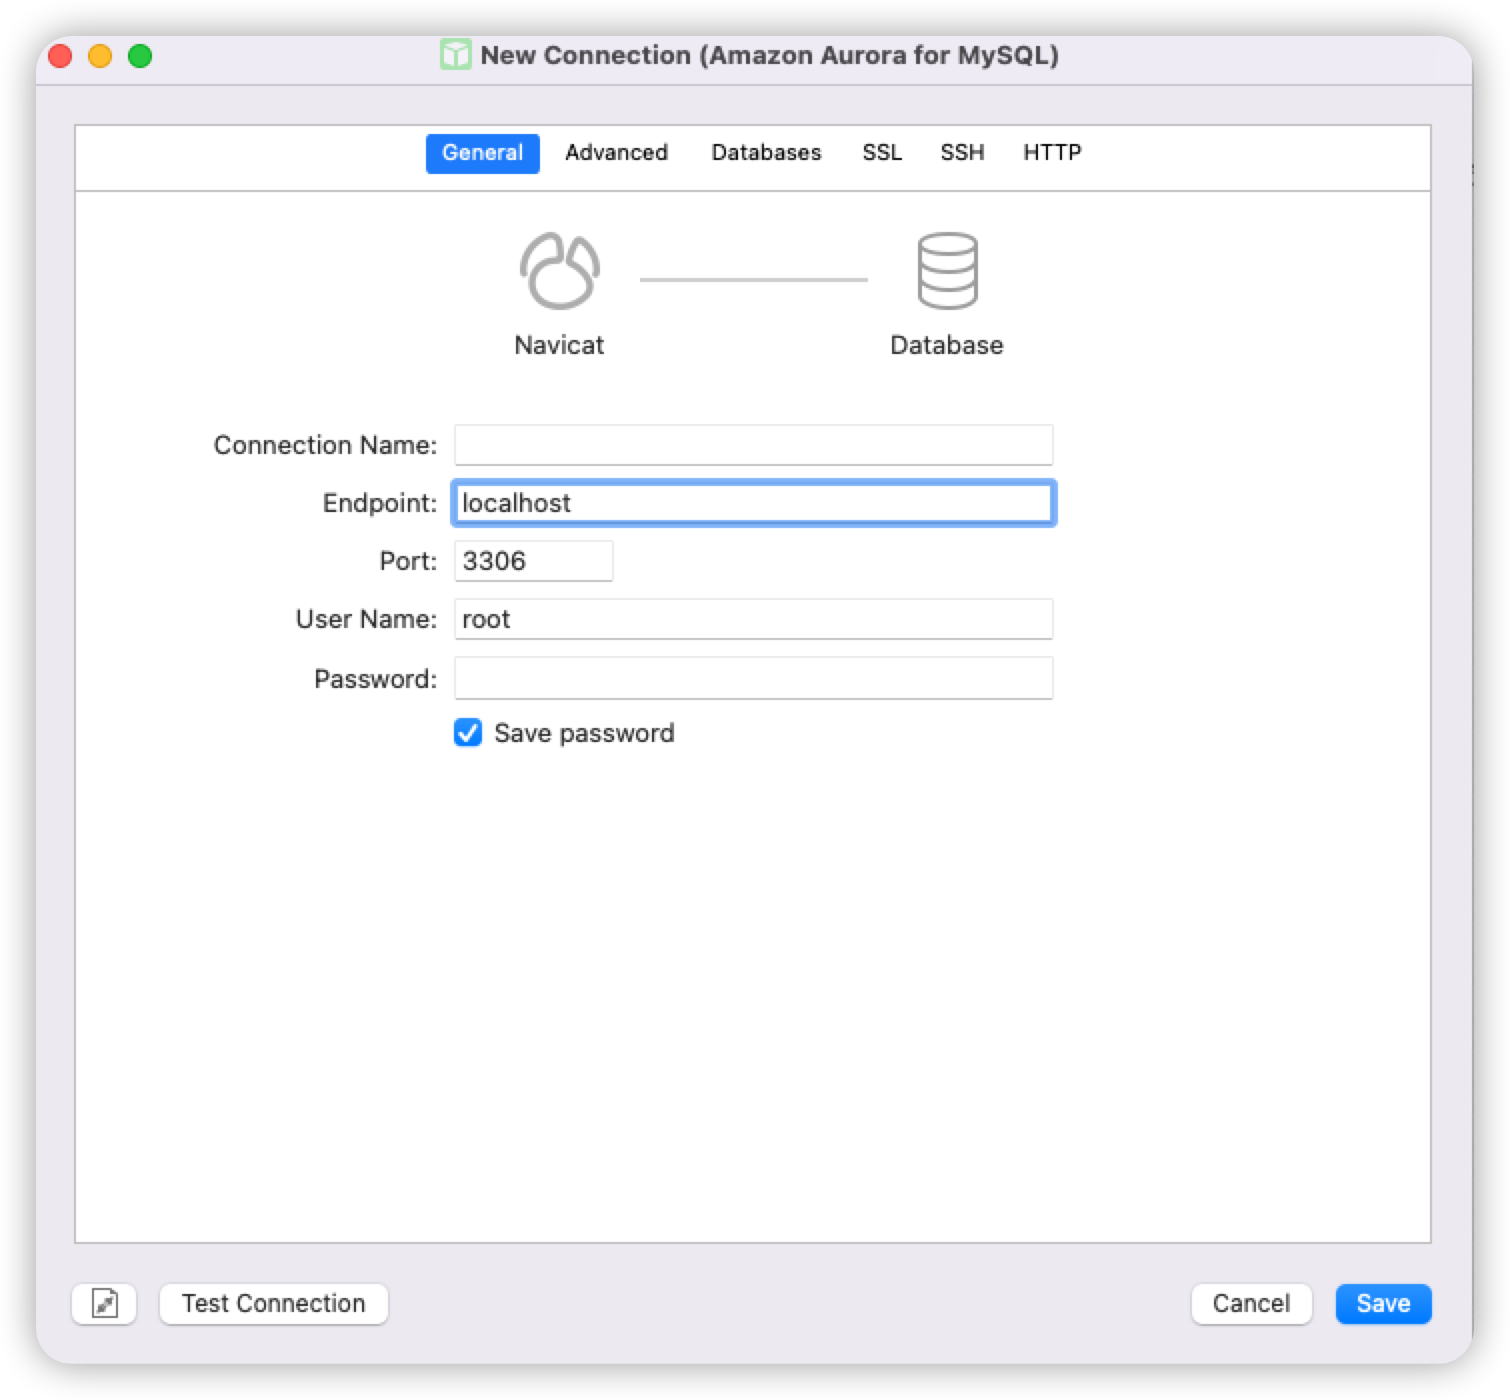 New Connection (Amazon Aurora for MySQL)
General Advanced Databases SSL SSH HTTP
Navicat Database
Connection Name:
Endpoint: localhost
Port: 3306
User Name: root
Password:
Save password
Test Connection Cancel Save